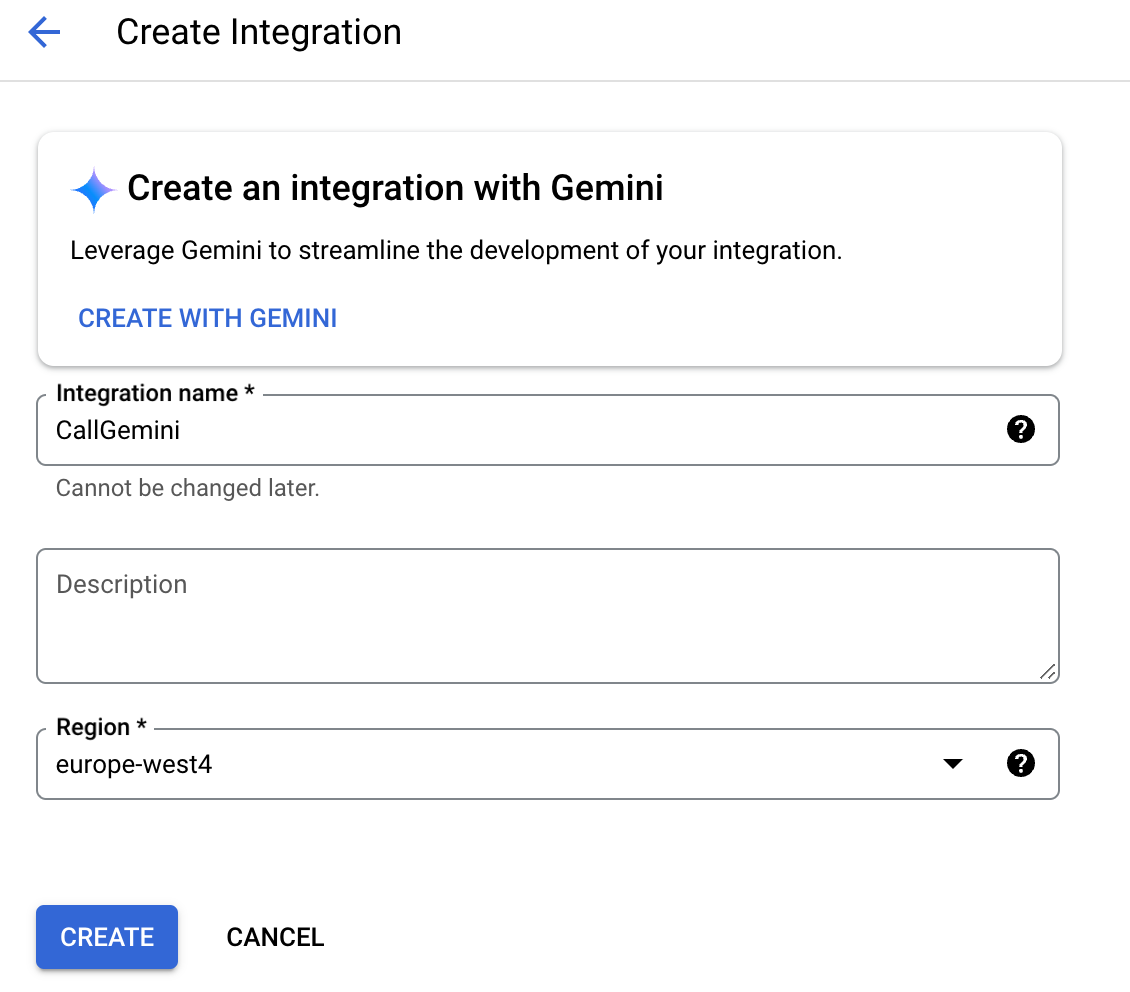 Create Integration
Create an integration with Gemini
Leverage Gemini to streamline the development of your integration.
CREATE WITH GEMINI
Integration name *
CallGemini
Cannot be changed later.
Description
Region *
europe-west4
CREATE CANCEL